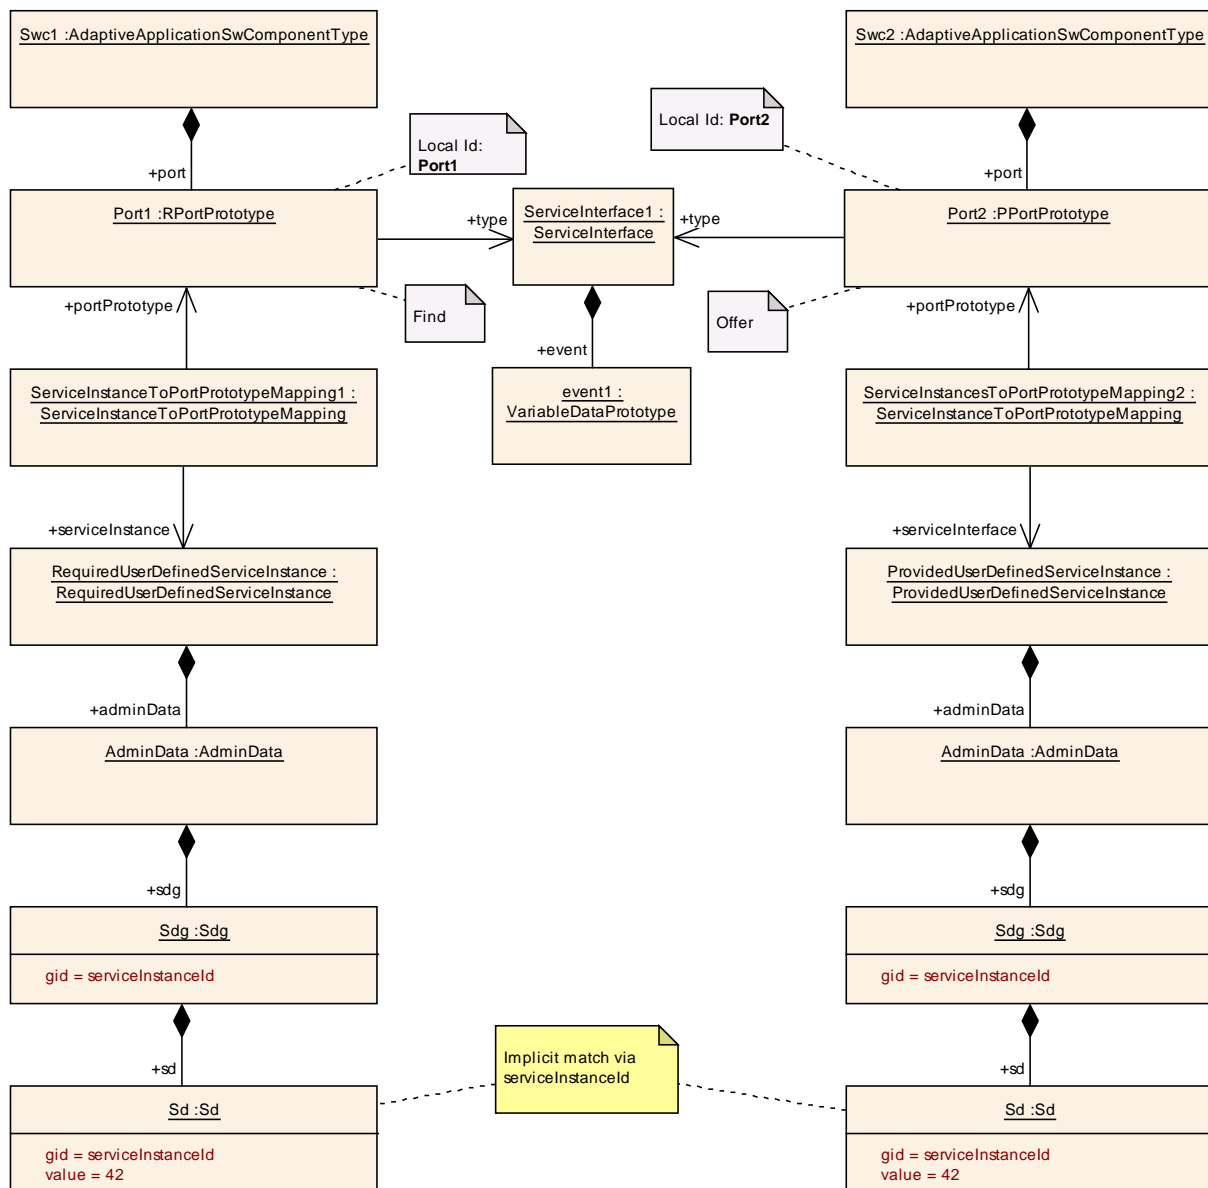 Swc1 :AdaptiveApplicationSwComponentType
Swc2 :AdaptiveApplicationSwComponentType
Local Id:
Port1
Local Id: Port2
+port
+port
Port1 :RPortPrototype
+type
ServiceInterface1 :
ServiceInterface
+type
Port2 :PPortPrototype
+portPrototype
Find
Offer
+portPrototype
+event
ServiceInstanceToPortPrototypeMapping1 :
ServiceInstanceToPortPrototypeMapping
event1 :
VariableDataPrototype
ServiceInstancesToPortPrototypeMapping2 :
ServiceInstanceToPortPrototypeMapping
+serviceInstance
+serviceInterface
RequiredUserDefinedServiceInstance :
RequiredUserDefinedServiceInstance
ProvidedUserDefinedServiceInstance :
ProvidedUserDefinedServiceInstance
+adminData
+adminData
AdminData :AdminData
AdminData :AdminData
+sdg
+sdg
Sdg :Sdg
Sdg :Sdg
gid = serviceInstanceId
gid = serviceInstanceId
+sd
Implicit match via
serviceInstanceId
+sd
Sd :Sd
Sd :Sd
gid = serviceInstanceId
value = 42
gid = serviceInstanceId
value = 42